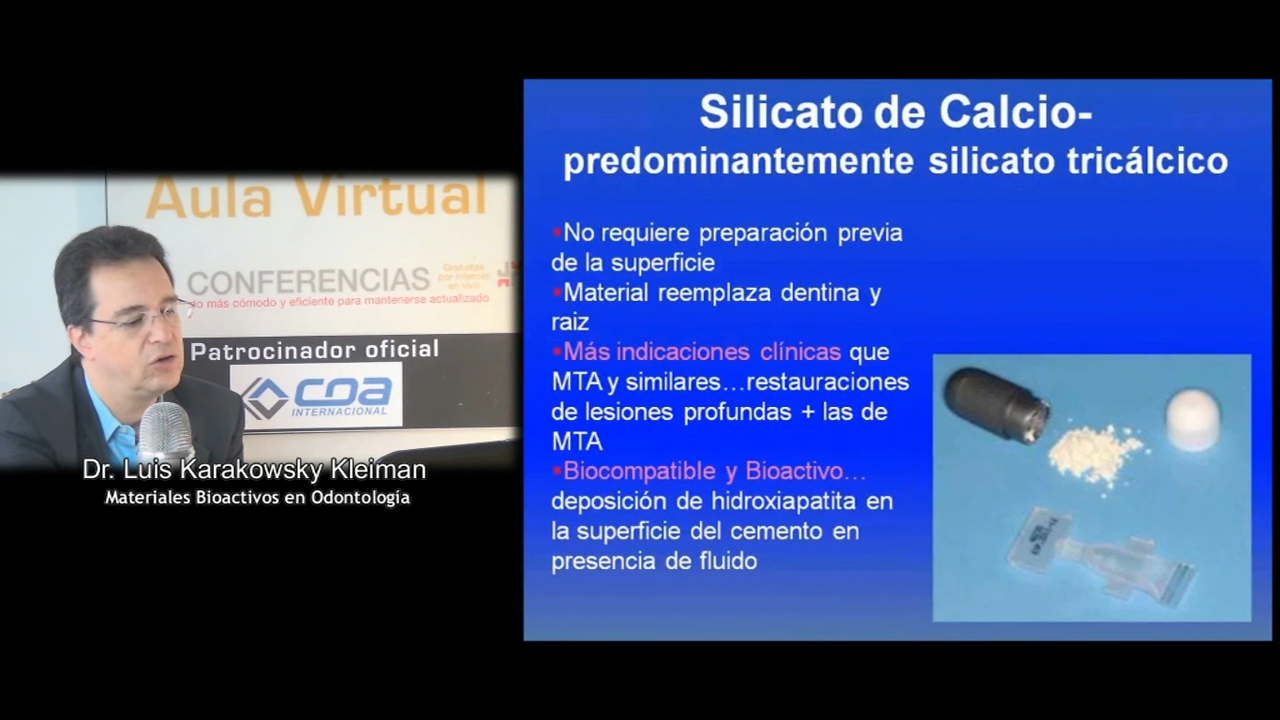 Aula Virtual
CONFERENCIAS
Gratuitas
por internet
en vivo
lo más cómodo y eficiente para mantenerse actualizado
Patrocinador oficial
coa
INTERNACIONAL
Dr. Luis Karakowsky Kleiman
Materiales Bioactivos en Odontología
Silicato de Calcio-
predominantemente silicato tricálcico
▪No requiere preparación previa
de la superficie
▪Material reemplaza dentina y
raiz
▪Más indicaciones clínicas que
MTA y similares…restauraciones
de lesiones profundas + las de
MTA
▪Biocompatible y Bioactivo…
deposición de hidroxiapatita en
la superficie del cemento en
presencia de fluido